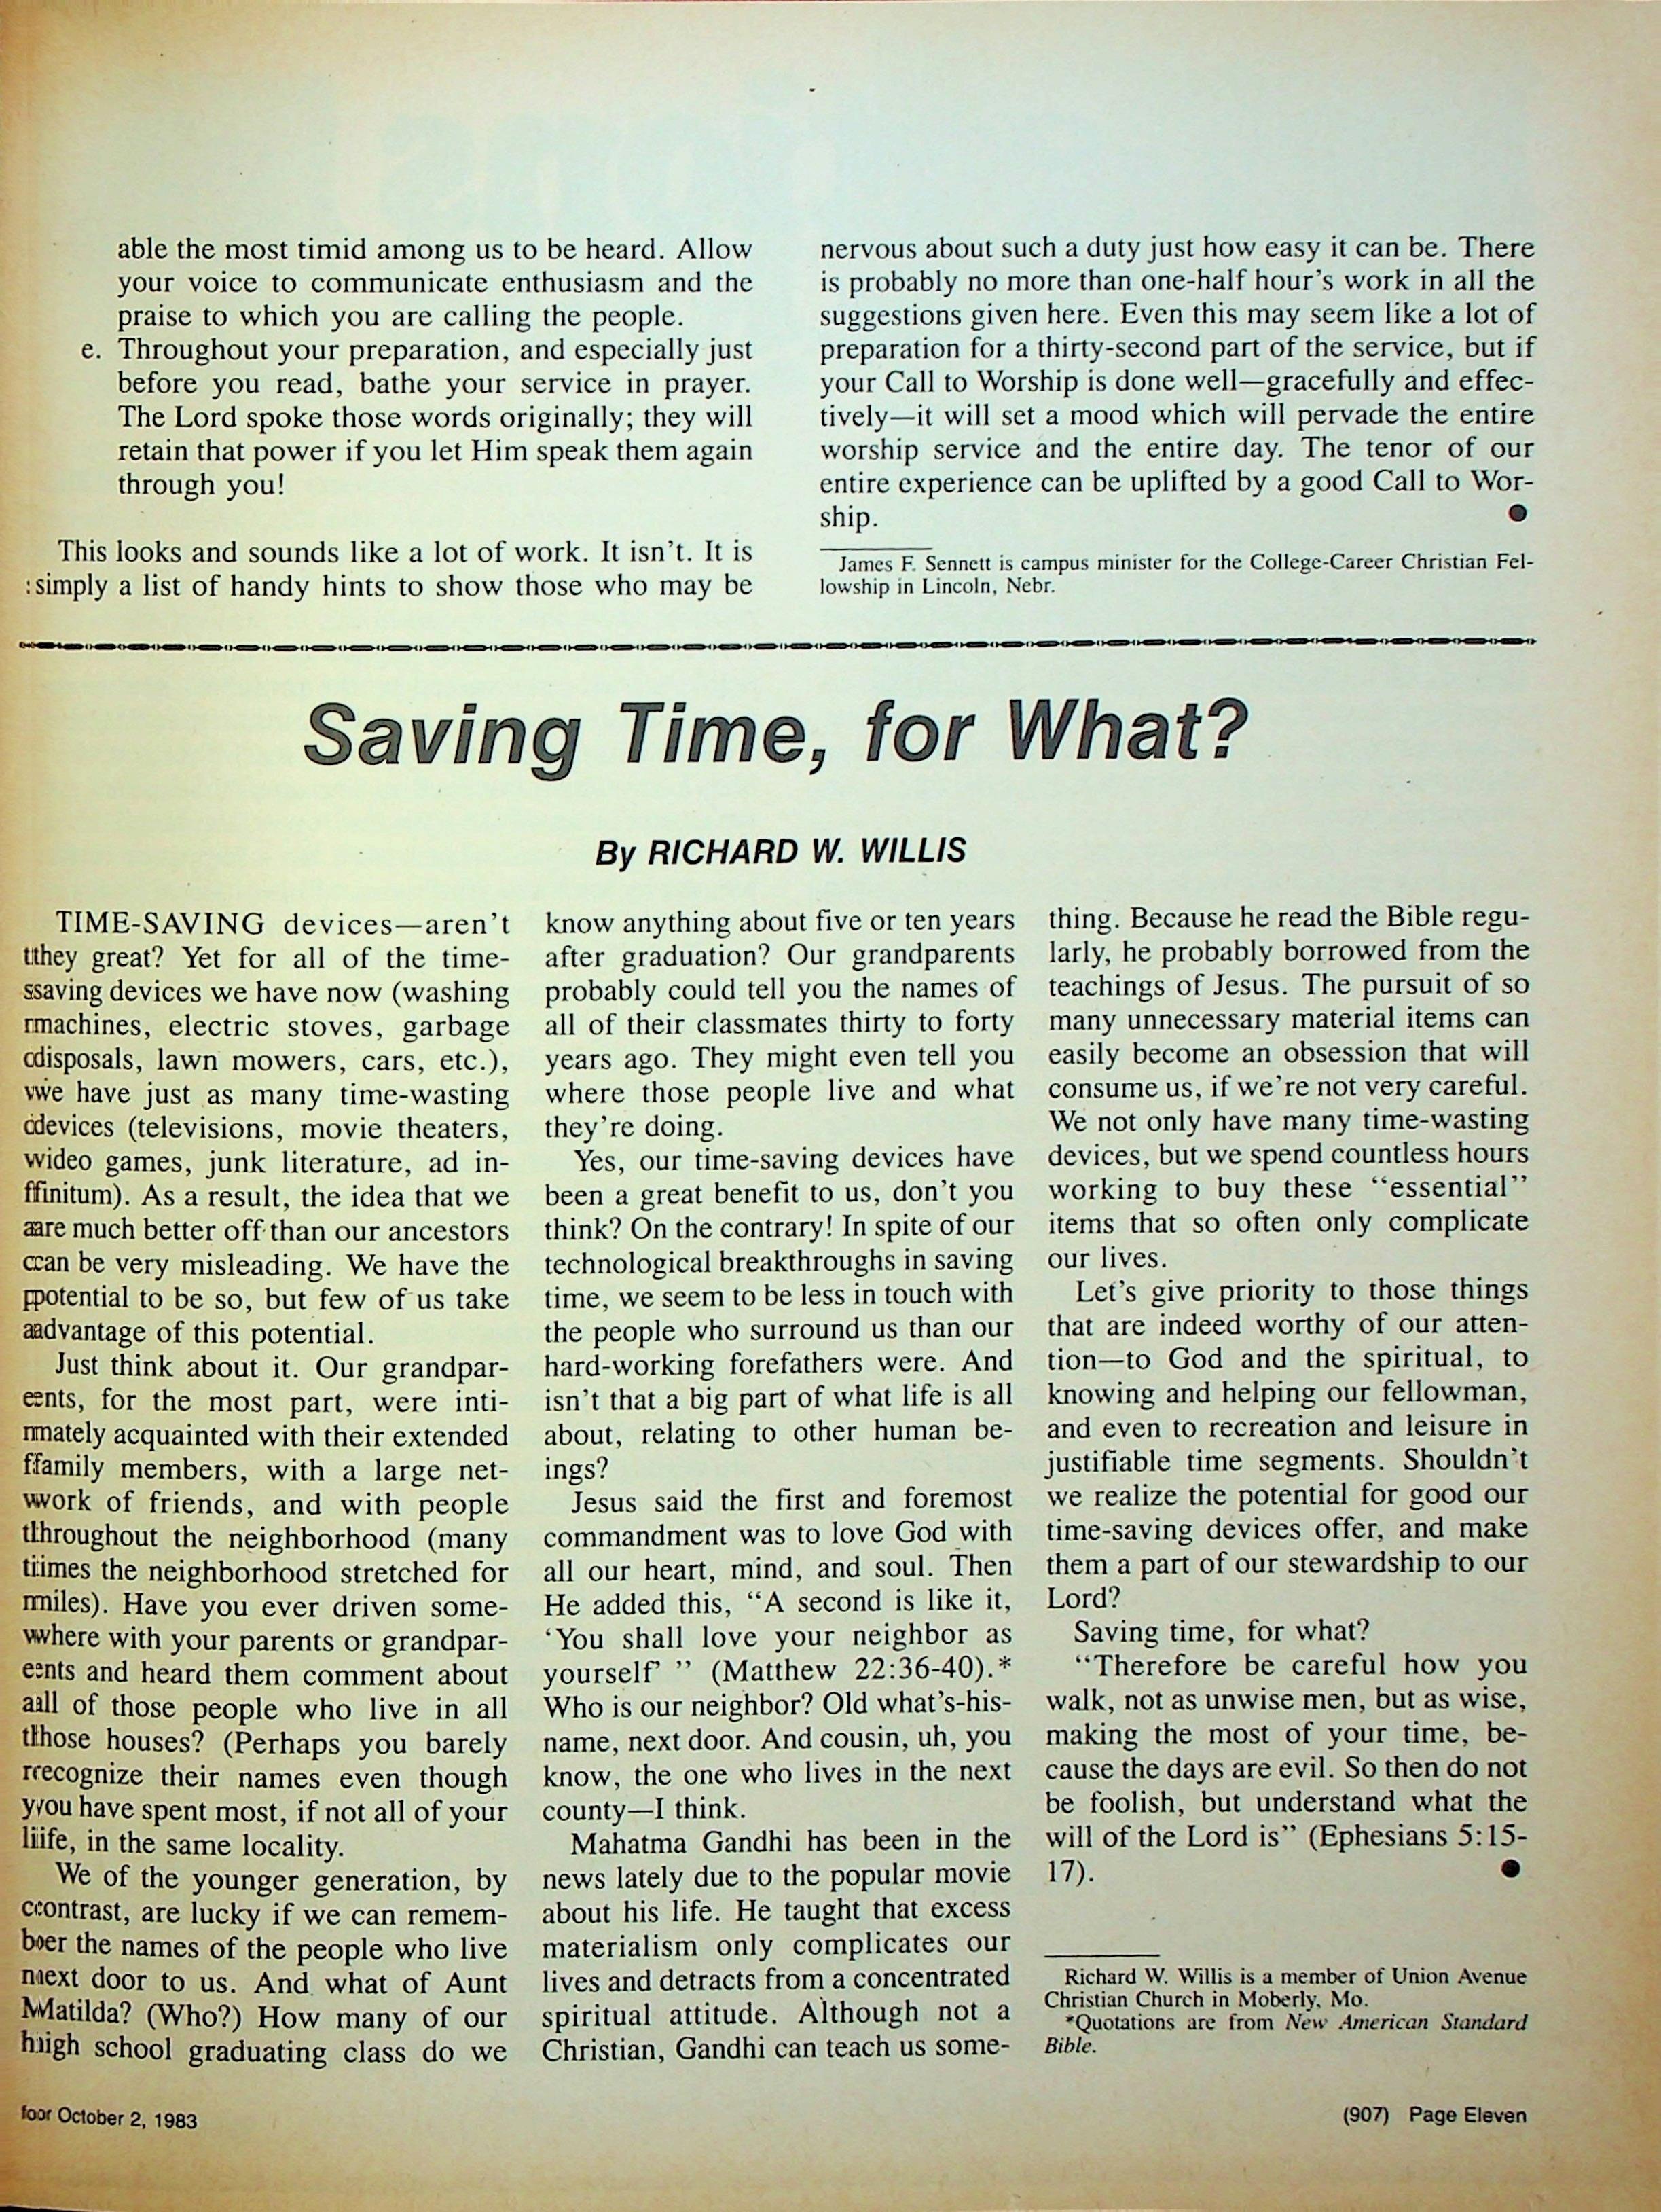 able the most timid among us to be heard. Allow
your voice to communicate enthusiasm and the
praise to which you are calling the people.
e. Throughout your preparation, and especially just
before you read, bathe your service in prayer.
The Lord spoke those words originally; they will
retain that power if you let Him speak them again
through you!
This looks and sounds like a lot of work. It isn't. It is
simply a list of handy hints to show those who may be
nervous about such a duty just how easy it can be. There
is probably no more than one-half hour's work in all the
suggestions given here. Even this may seem like a lot of
preparation for a thirty-second part of the service, but if
your Call to Worship is done well—gracefully and effec-
tively—it will set a mood which will pervade the entire
worship service and the entire day. The tenor of our
entire experience can be uplifted by a good Call to Wor-
ship. ●
James F. Sennett is campus minister for the College-Career Christian Fel-
lowship in Lincoln, Nebr.
Saving Time, for What?
By RICHARD W. WILLIS
TIME-SAVING devices—aren't
they great? Yet for all of the time-
saving devices we have now (washing
machines, electric stoves, garbage
disposals, lawn mowers, cars, etc.),
we have just as many time-wasting
devices (televisions, movie theaters,
video games, junk literature, ad in-
finitum). As a result, the idea that we
are much better off than our ancestors
can be very misleading. We have the
potential to be so, but few of us take
advantage of this potential.
Just think about it. Our grandpar-
ents, for the most part, were inti-
mately acquainted with their extended
family members, with a large net-
work of friends, and with people
throughout the neighborhood (many
times the neighborhood stretched for
miles). Have you ever driven some-
where with your parents or grandpar-
ents and heard them comment about
all of those people who live in all
those houses? (Perhaps you barely
recognize their names even though
you have spent most, if not all of your
life, in the same locality.
We of the younger generation, by
contrast, are lucky if we can remem-
ber the names of the people who live
next door to us. And what of Aunt
Matilda? (Who?) How many of our
high school graduating class do we
know anything about five or ten years
after graduation? Our grandparents
probably could tell you the names of
all of their classmates thirty to forty
years ago. They might even tell you
where those people live and what
they're doing.
Yes, our time-saving devices have
been a great benefit to us, don't you
think? On the contrary! In spite of our
technological breakthroughs in saving
time, we seem to be less in touch with
the people who surround us than our
hard-working forefathers were. And
isn't that a big part of what life is all
about, relating to other human be-
ings?
Jesus said the first and foremost
commandment was to love God with
all our heart, mind, and soul. Then
He added this, “A second is like it,
‘You shall love your neighbor as
yourself’ ” (Matthew 22:36-40).*
Who is our neighbor? Old what's-his-
name, next door. And cousin, uh, you
know, the one who lives in the next
county—I think.
Mahatma Gandhi has been in the
news lately due to the popular movie
about his life. He taught that excess
materialism only complicates our
lives and detracts from a concentrated
spiritual attitude. Although not a
Christian, Gandhi can teach us some-
thing. Because he read the Bible regu-
larly, he probably borrowed from the
teachings of Jesus. The pursuit of so
many unnecessary material items can
easily become an obsession that will
consume us, if we're not very careful.
We not only have many time-wasting
devices, but we spend countless hours
working to buy these “essential”
items that so often only complicate
our lives.
Let's give priority to those things
that are indeed worthy of our atten-
tion—to God and the spiritual, to
knowing and helping our fellowman,
and even to recreation and leisure in
justifiable time segments. Shouldn't
we realize the potential for good our
time-saving devices offer, and make
them a part of our stewardship to our
Lord?
Saving time, for what?
“Therefore be careful how you
walk, not as unwise men, but as wise,
making the most of your time, be-
cause the days are evil. So then do not
be foolish, but understand what the
will of the Lord is” (Ephesians 5:15-
17). ●
Richard W. Willis is a member of Union Avenue
Christian Church in Moberly, Mo.
*Quotations are from New American Standard
Bible.
for October 2, 1983
(907) Page Eleven